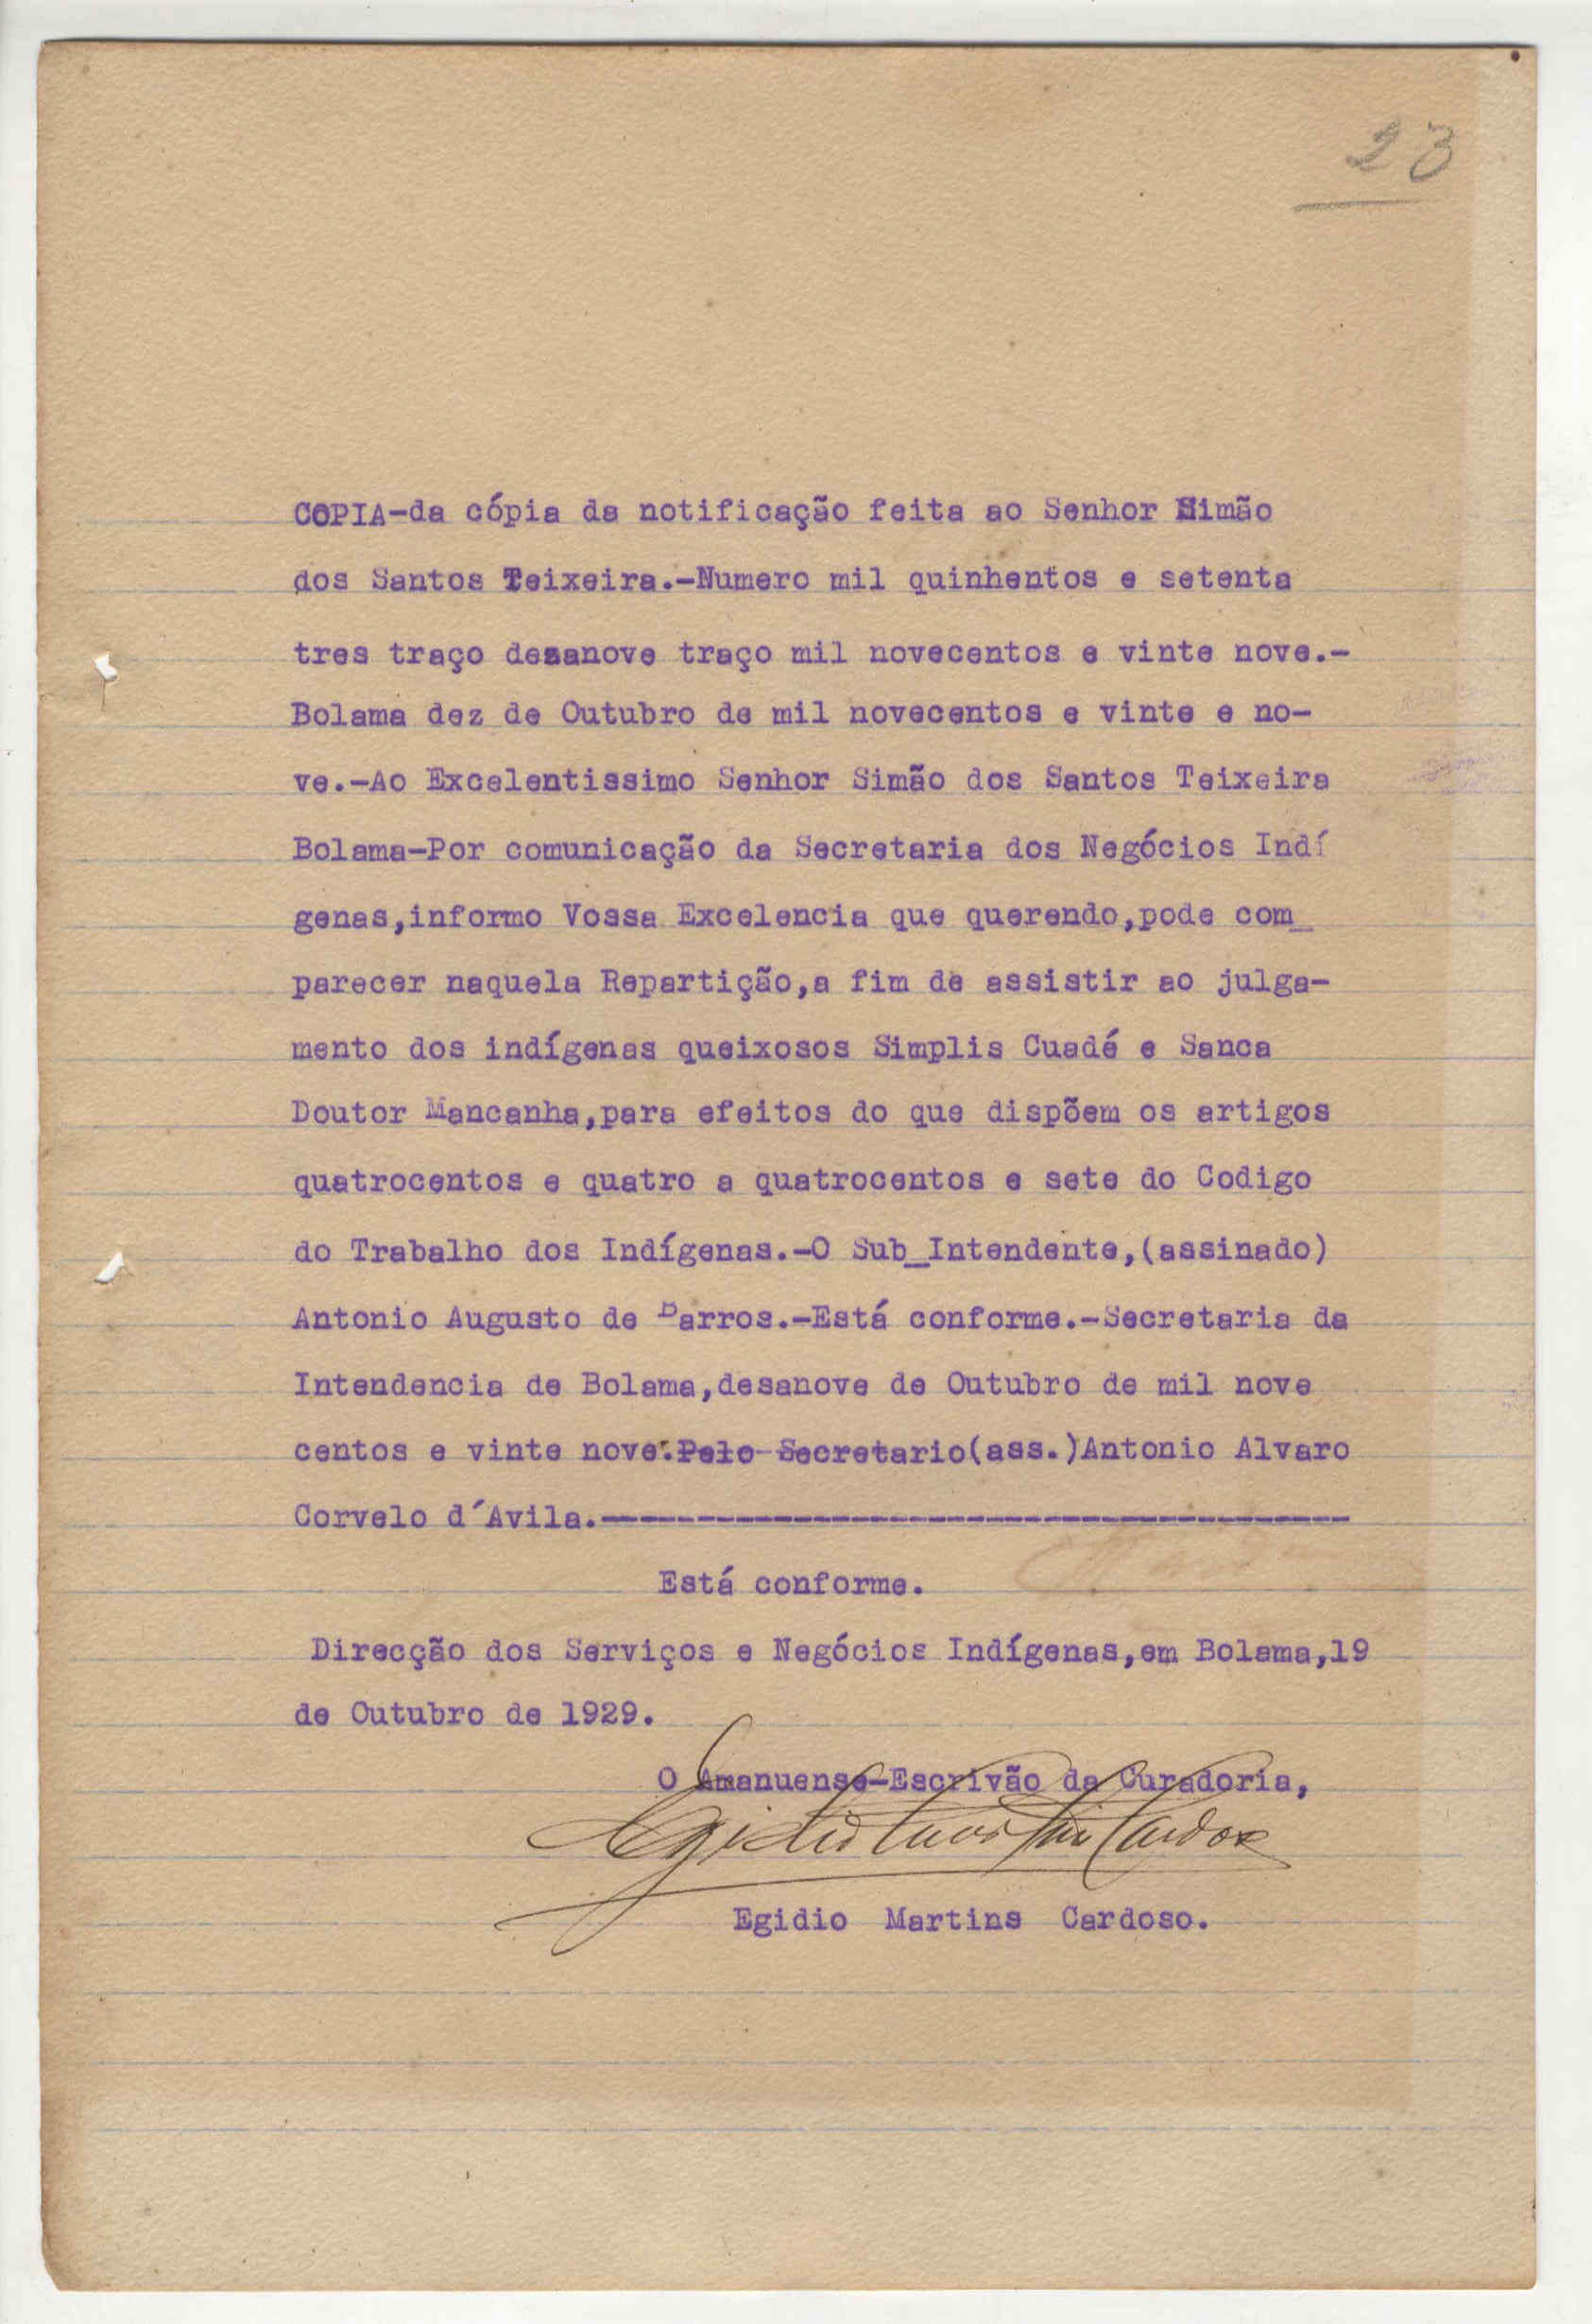 23
COPIA-da cópia da notificação feita ao Senhor Simão
dos Santos Teixeira.-Numero mil quinhentos e setenta
tres traço dezanove traço mil novecentos e vinte nove.-
Bolama dez de Outubro de mil novecentos e vinte e no-
ve.-Ao Excelentissimo Senhor Simão dos Santos Teixeira
Bolama-Por comunicação da Secretaria dos Negócios Indí
genas,informo Vossa Excelencia que querendo,pode com_
parecer naquela Repartição,a fim de assistir ao julga-
mento dos indígenas queixosos Simplis Cuadé e Sanca
Doutor Mancanha,para efeitos do que dispõem os artigos
quatrocentos e quatro a quatrocentos e sete do Codigo
do Trabalho dos Indígenas.-O Sub_Intendente,(assinado)
Antonio Augusto de Barros.-Está conforme.-Secretaria da
Intendencia de Bolama,desanove de Outubro de mil nove
centos e vinte nove.Pelo Secretario(ass.)Antonio Alvaro
Corvelo d´Avila.---------------------------------------
Está conforme.
Direcção dos Serviços e Negócios Indígenas,em Bolama,19
de Outubro de 1929.
O Amanuense-Escrivão da Curadoria,
Egidio Martins Cardoso
Egidio Martins Cardoso.